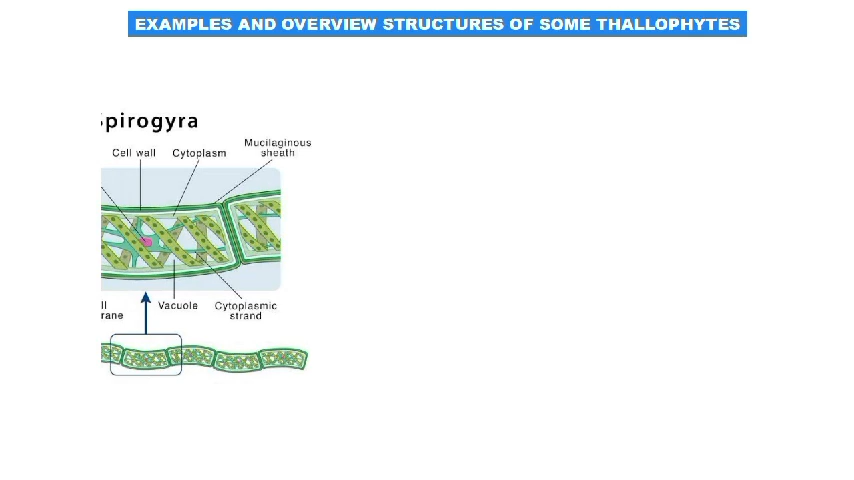 EXAMPLES AND OVERVIEW STRUCTURES OF SOME THALLOPHYTES
pirogyra
Cell wall
Cytoplasm
Mucilaginous
sheath
ll
rane
Vacuole
Cytoplasmic
strand